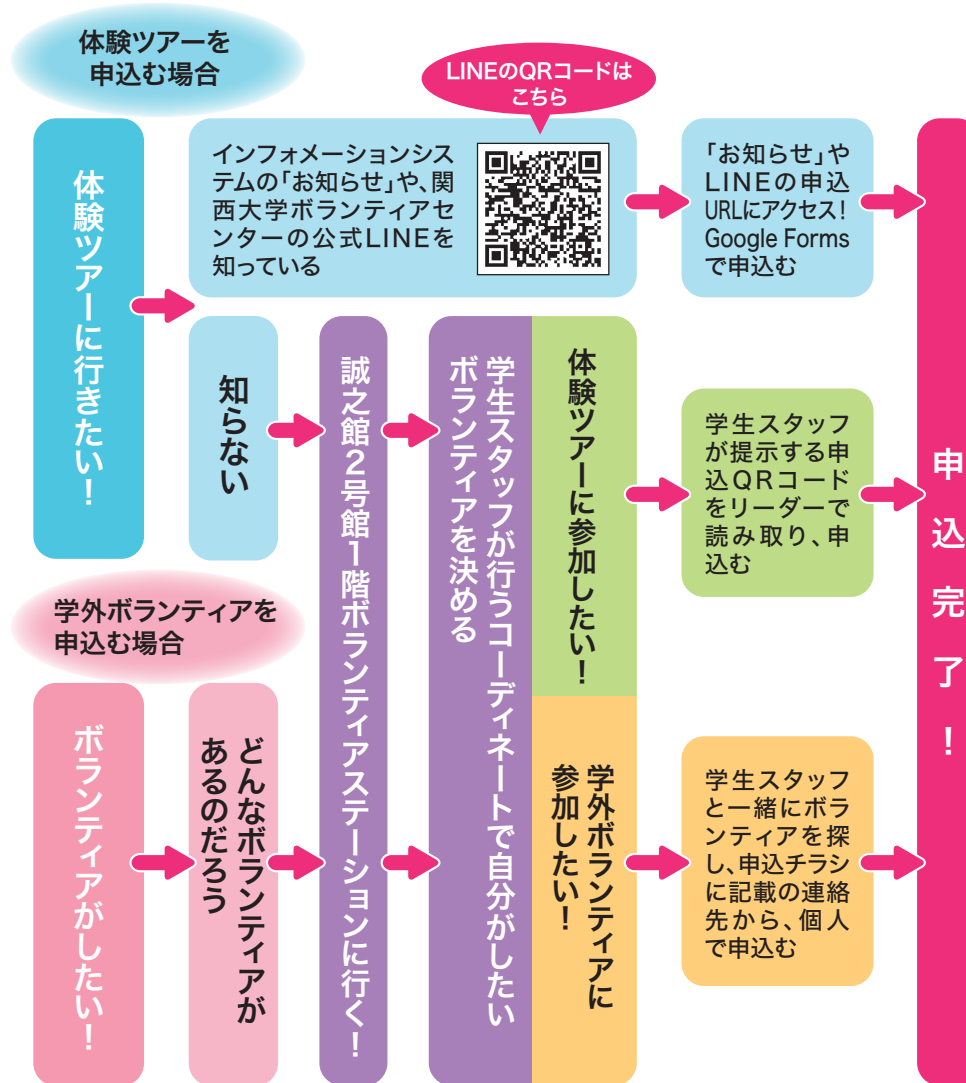 体験ツアーを
申込む場合
LINEのQRコードは
こちら
体験ツアーに行きたい！
インフォメーションシス
テムの「お知らせ」や、関
西大学ボランティアセ
ンターの公式LINEを
知っている
「お知らせ」や
LINEの申込
URLにアクセス！
Google Forms
で申込む
知らない
誠之館2号館1階ボランティアステーションに行く！
学生スタッフが行うコーディネートで自分がしたい
ボランティアを決める
体験ツアーに参加したい！
学生スタッフ
が提示する申
込QRコード
をリーダーで
読み取り、申
込む
学外ボランティアを
申込む場合
ボランティアがしたい！
どんなボランティアが
あるのだろう
学外ボランティアに
参加したい！
学生スタッフ
と一緒にボラ
ンティアを探
し、申込チラシ
に記載の連絡
先から、個人
で申込む
申込完了！